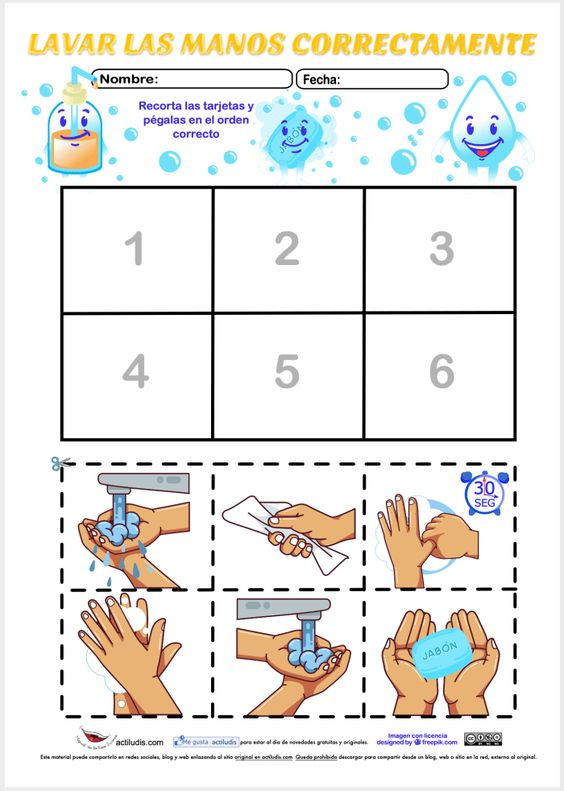 LAVAR LAS MANOS CORRECTAMENTE
Nombre:
Fecha:
Recorta las tarjetas y
pégalas en el orden
correcto
JABÓN
1
2
3
4
5
6
30
SEG
JABÓN
actiludis.com
Me gusta actiludis
para estar al día de novedades gratuitas y originales.
Imagen con licencia
designed by freepik.com
Este material puede compartirlo en redes sociales, blog y web enlazando al sitio original en actiludis.com Queda prohibido descargar para compartir desde un blog, web o sitio en la red, externo al original.